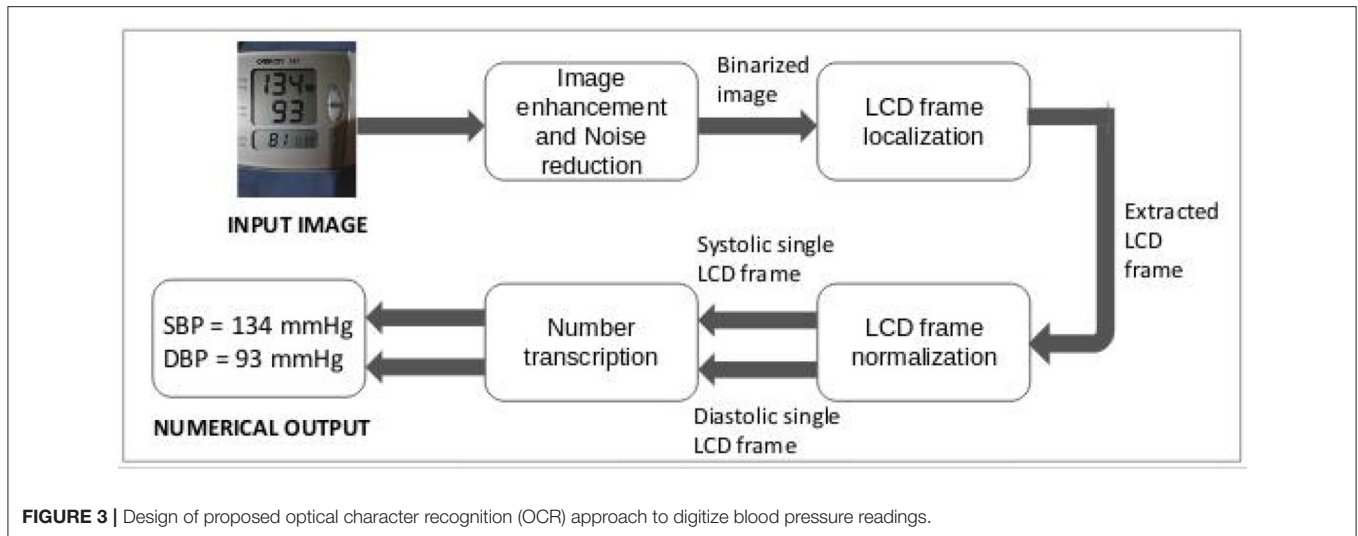 134
93
81
INPUT IMAGE
Image
enhancement
and Noise
reduction
Binarized
image
LCD frame
localization
Extracted
LCD
frame
LCD frame
normalization
Systolic single
LCD frame
Diastolic single
LCD frame
Number
transcription
SBP = 134 mmHg
DBP = 93 mmHg
NUMERICAL OUTPUT
FIGURE 3 | Design of proposed optical character recognition (OCR) approach to digitize blood pressure readings.